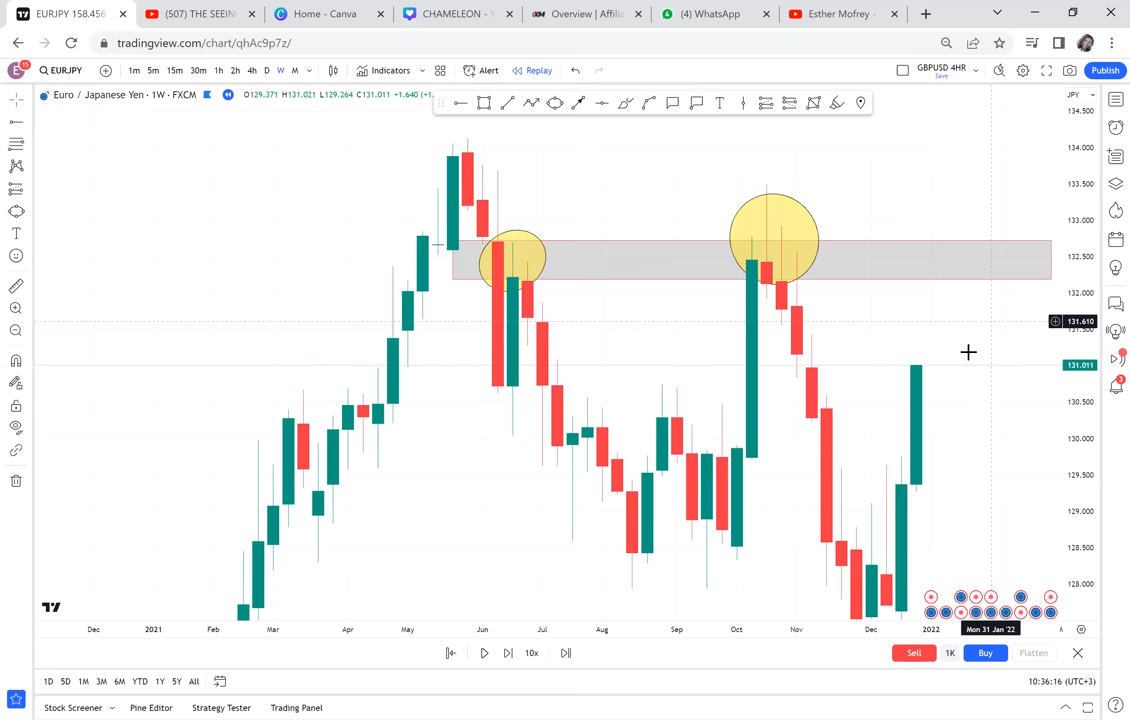 EURJPY 158.456
(507) THE SEEIN
Home - Canva
CHAMELEON - Y
Overview | Affilia
(4) WhatsApp
Esther Mofrey -
tradingview.com/chart/qhAc9p7z/
E
15
EURJPY
1m 5m 15m 30m 1h 2h 4h D W M
Indicators
Alert
Replay
GBPUSD 4HR
Save
Publish
Euro / Japanese Yen · 1W · FXCM
O129.371 H131.021 L129.264 C131.011 +1.640 (+1.
JPY
134.500
134.000
133.500
133.000
132.500
132.000
131.610
131.500
131.011
130.500
130.000
129.500
129.000
128.500
128.000
3
Dec 2021 Feb Mar Apr May Jun Jul Aug Sep Oct Nov Dec 2022 Mon 31 Jan '22
10x
Sell
1K
Buy
Flatten
1D 5D 1M 3M 6M YTD 1Y 5Y All
10:36:16 (UTC+3)
Stock Screener
Pine Editor
Strategy Tester
Trading Panel